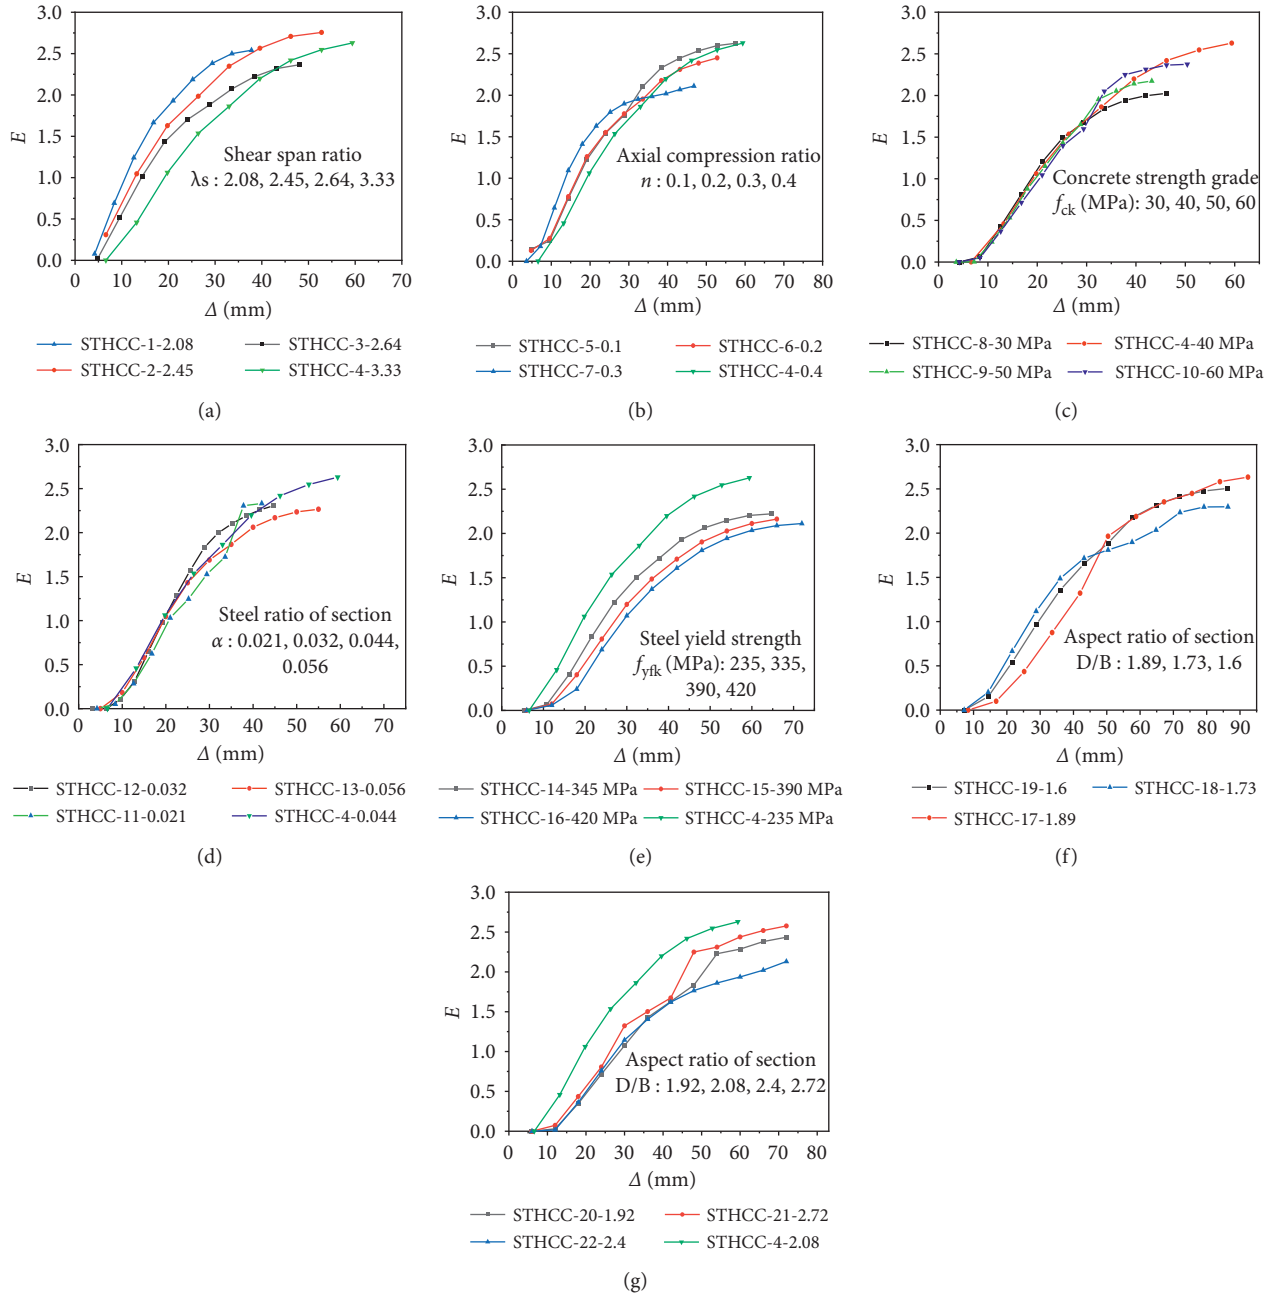 3.0
2.5
2.0
1.5
1.0
0.5
0.0
E
Shear span ratio
λs : 2.08, 2.45, 2.64, 3.33
0 10 20 30 40 50 60 70
Δ (mm)
STHCC-1-2.08 STHCC-3-2.64
STHCC-2-2.45 STHCC-4-3.33
(a)
3.0
2.5
2.0
1.5
1.0
0.5
0.0
E
Axial compression ratio
n : 0.1, 0.2, 0.3, 0.4
0 10 20 30 40 50 60 70 80
Δ (mm)
STHCC-5-0.1 STHCC-6-0.2
STHCC-7-0.3 STHCC-4-0.4
(b)
3.0
2.5
2.0
1.5
1.0
0.5
0.0
E
Concrete strength grade
fck (MPa): 30, 40, 50, 60
0 10 20 30 40 50 60
Δ (mm)
STHCC-8-30 MPa STHCC-4-40 MPa
STHCC-9-50 MPa STHCC-10-60 MPa
(c)
3.0
2.5
2.0
1.5
1.0
0.5
0.0
E
Steel ratio of section
α : 0.021, 0.032, 0.044,
0.056
0 10 20 30 40 50 60 70
Δ (mm)
STHCC-12-0.032 STHCC-13-0.056
STHCC-11-0.021 STHCC-4-0.044
(d)
3.0
2.5
2.0
1.5
1.0
0.5
0.0
E
Steel yield strength
fyfk (MPa): 235, 335,
390, 420
0 10 20 30 40 50 60 70
Δ (mm)
STHCC-14-345 MPa STHCC-15-390 MPa
STHCC-16-420 MPa STHCC-4-235 MPa
(e)
3.0
2.5
2.0
1.5
1.0
0.5
0.0
E
Aspect ratio of section
D/B : 1.89, 1.73, 1.6
0 10 20 30 40 50 60 70 80 90
Δ (mm)
STHCC-19-1.6 STHCC-18-1.73
STHCC-17-1.89
(f)
3.0
2.5
2.0
1.5
1.0
0.5
0.0
E
Aspect ratio of section
D/B : 1.92, 2.08, 2.4, 2.72
0 10 20 30 40 50 60 70 80
Δ (mm)
STHCC-20-1.92 STHCC-21-2.72
STHCC-22-2.4 STHCC-4-2.08
(g)